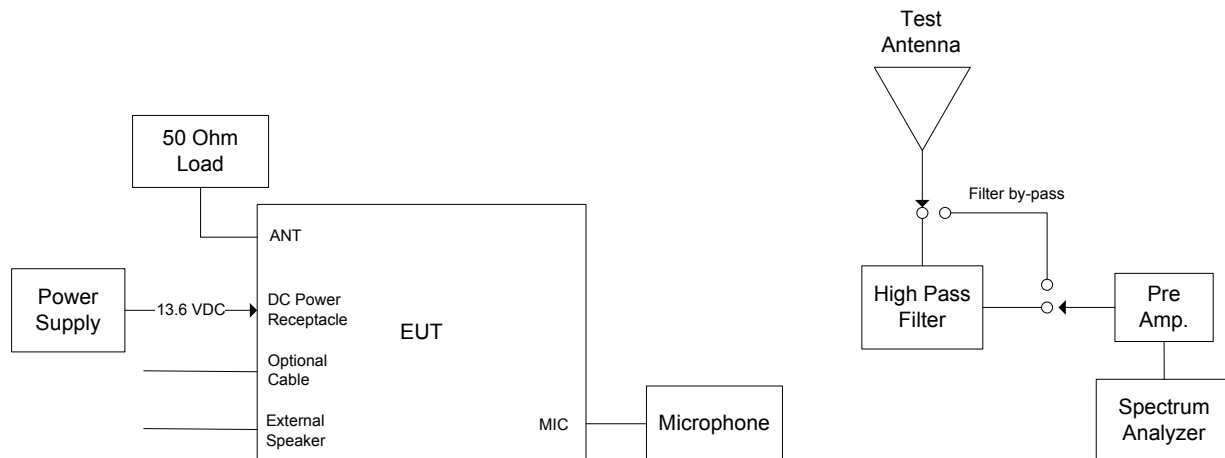 Test
Antenna
50 Ohm
Load
Filter by-pass
ANT
Power
Supply
13.6 VDC
DC Power
Receptacle
EUT
High Pass
Filter
Pre
Amp.
Optional
Cable
External
Speaker
MIC
Microphone
Spectrum
Analyzer